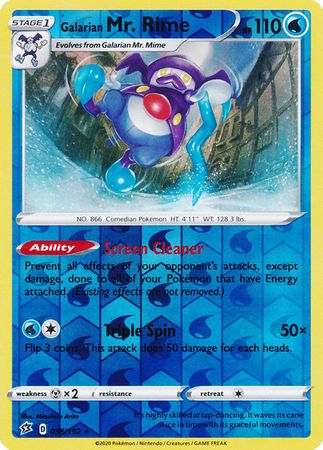 STAGE 1
Galarian Mr. Rime HP 110
Evolves from Galarian Mr. Mime
NO. 866 Comedian Pokémon HT: 4'11" WT: 128.3 lbs.
Ability Screen Cleaner
Prevent all effects of your opponent's attacks, except
damage, done to all of your Pokémon that have Energy
attached. (Existing effects are not removed.)
Triple Spin 50×
Flip 3 coins. This attack does 50 damage for each heads.
weakness ×2 resistance retreat
Illus.
D 038/192
It's highly skilled at tap-dancing. It waves its cane
of ice in time with its graceful movements.
©2020 Pokémon / Nintendo / Creatures / GAME FREAK